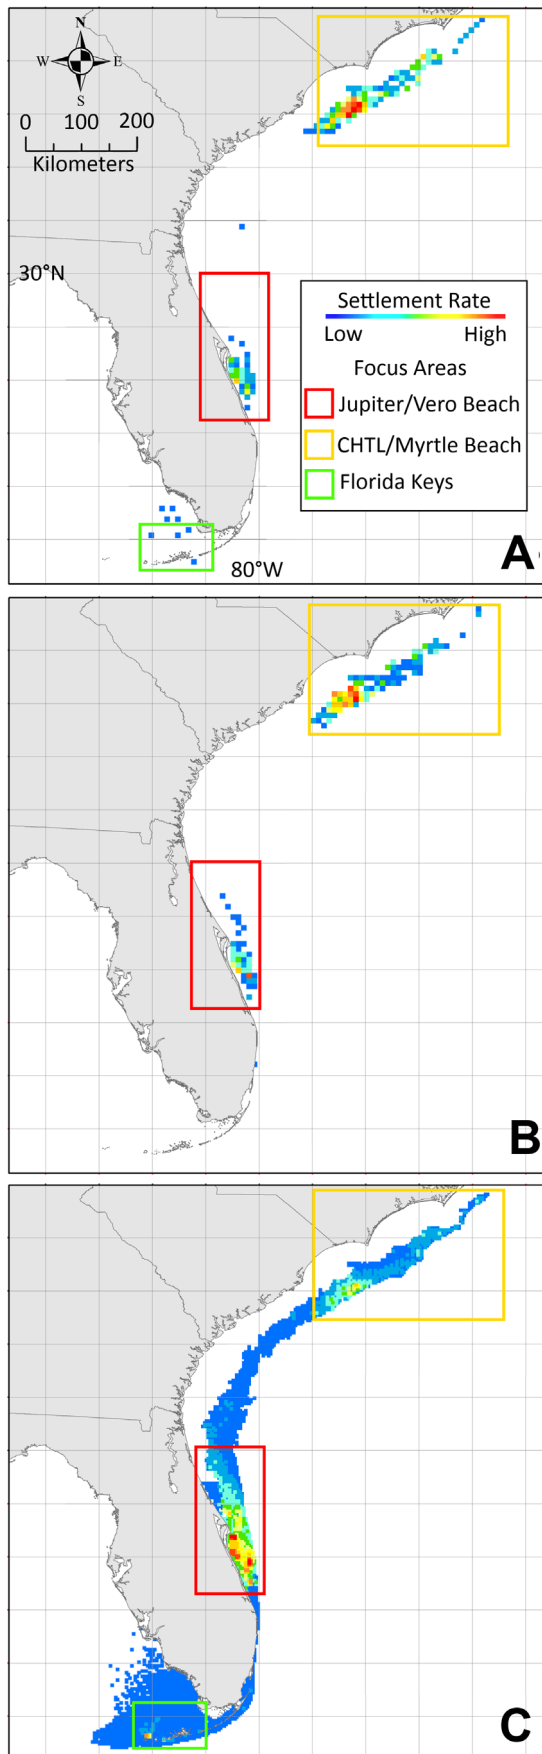 N
W E
S
0 100 200
Kilometers
30°N
Settlement Rate
Low High
Focus Areas
Jupiter/Vero Beach
CHTL/Myrtle Beach
Florida Keys
80°W
A
B
C